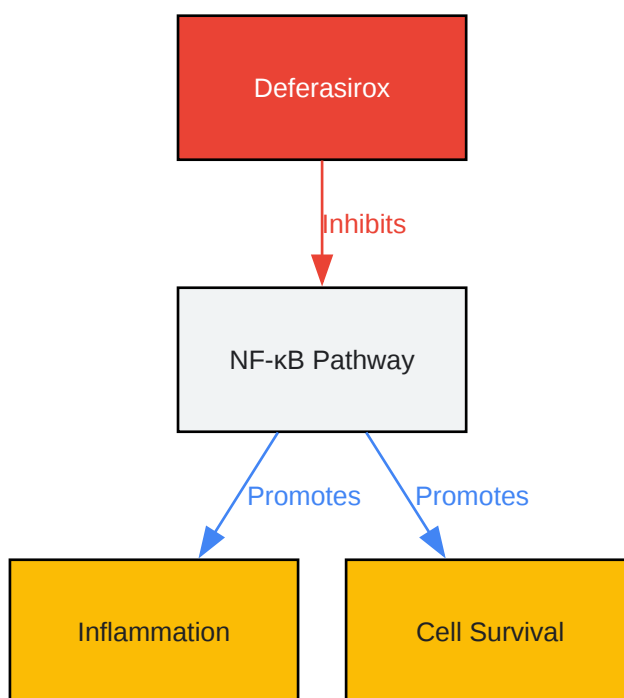 Deferasirox
Inhibits
NF-κB Pathway
Promotes
Promotes
Inflammation
Cell Survival